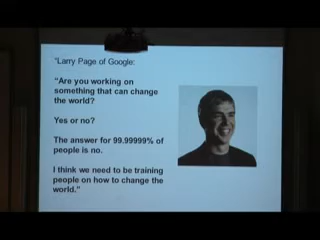 "Larry Page of Google:
"Are you working on
something that can change
the world?
Yes or no?
The answer for 99.99999% of
people is no.
I think we need to be training
people on how to change the
world."